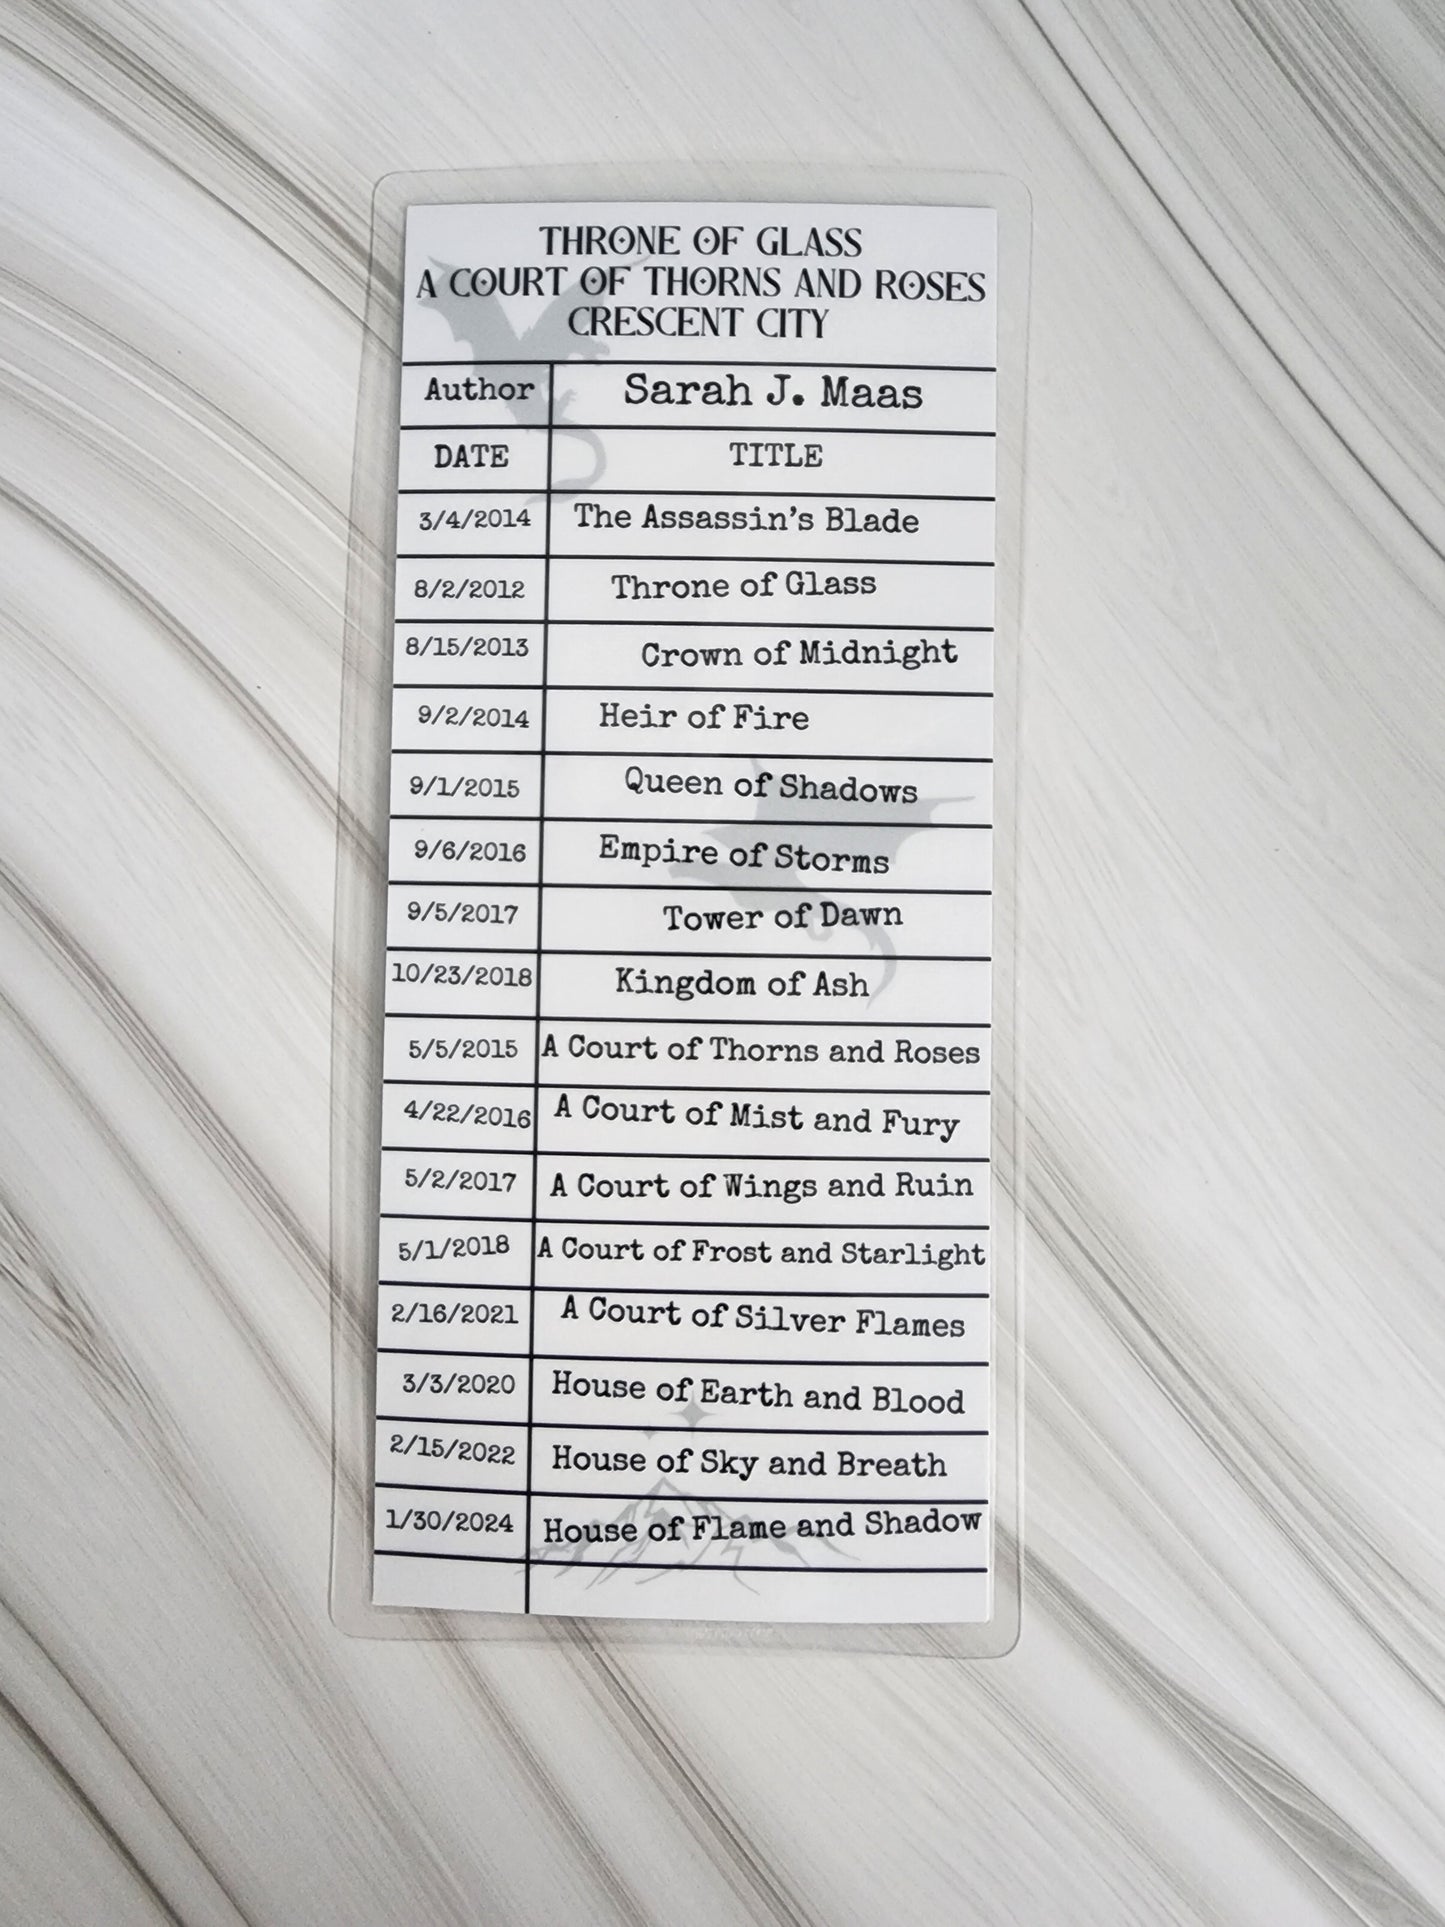 THRONE OF GLASS
A COURT OF THORNS AND ROSES
CRESCENT CITY
Author Sarah J. Maas
DATE TITLE
3/4/2014 The Assassin's Blade
8/2/2012 Throne of Glass
8/15/2013 Crown of Midnight
9/2/2014 Heir of Fire
9/1/2015 Queen of Shadows
9/6/2016 Empire of Storms
9/5/2017 Tower of Dawn
10/23/2018 Kingdom of Ash
5/5/2015 A Court of Thorns and Roses
4/22/2016 A Court of Mist and Fury
5/2/2017 A Court of Wings and Ruin
5/1/2018 A Court of Frost and Starlight
2/16/2021 A Court of Silver Flames
3/3/2020 House of Earth and Blood
2/15/2022 House of Sky and Breath
1/30/2024 House of Flame and Shadow